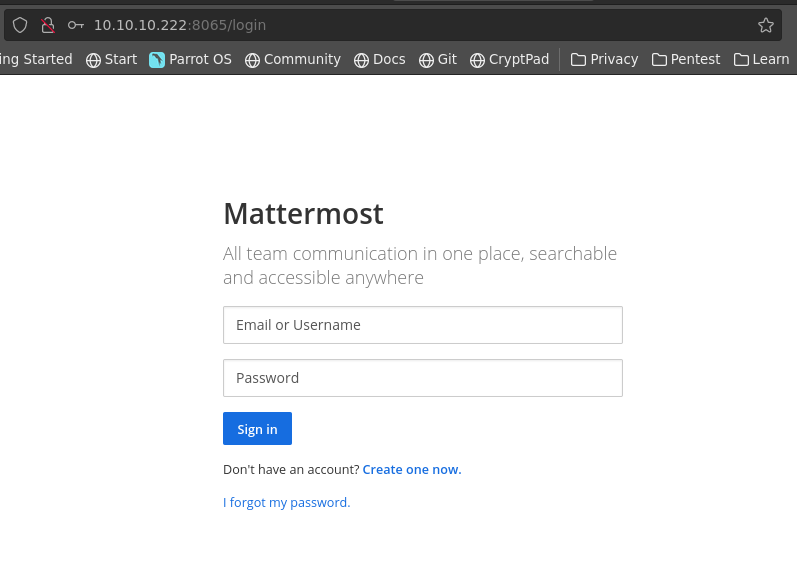 10.10.10.222:8065/login
ing Started Start Parrot OS Community Docs Git CryptPad Privacy Pentest Learn
Mattermost
All team communication in one place, searchable
and accessible anywhere
Email or Username
Password
Sign in
Don't have an account? Create one now.
I forgot my password.